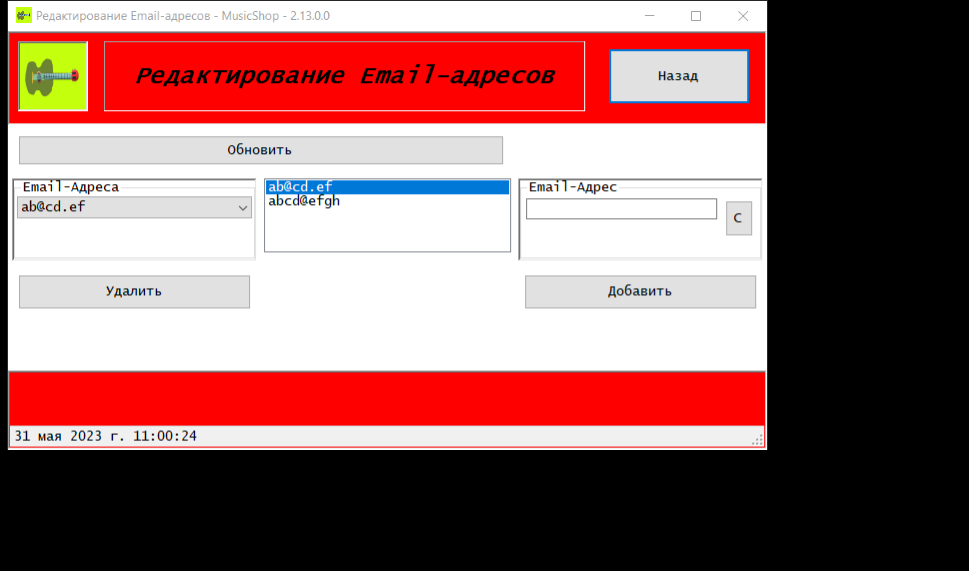 Редактирование Email-адресов - MusicShop - 2.13.0.0
Редактирование Email-адресов
Назад
Обновить
Email-Адреса
ab@cd.ef
ab@cd.ef
abcd@efgh
Email-Адрес
С
Удалить
Добавить
31 мая 2023 г. 11:00:24